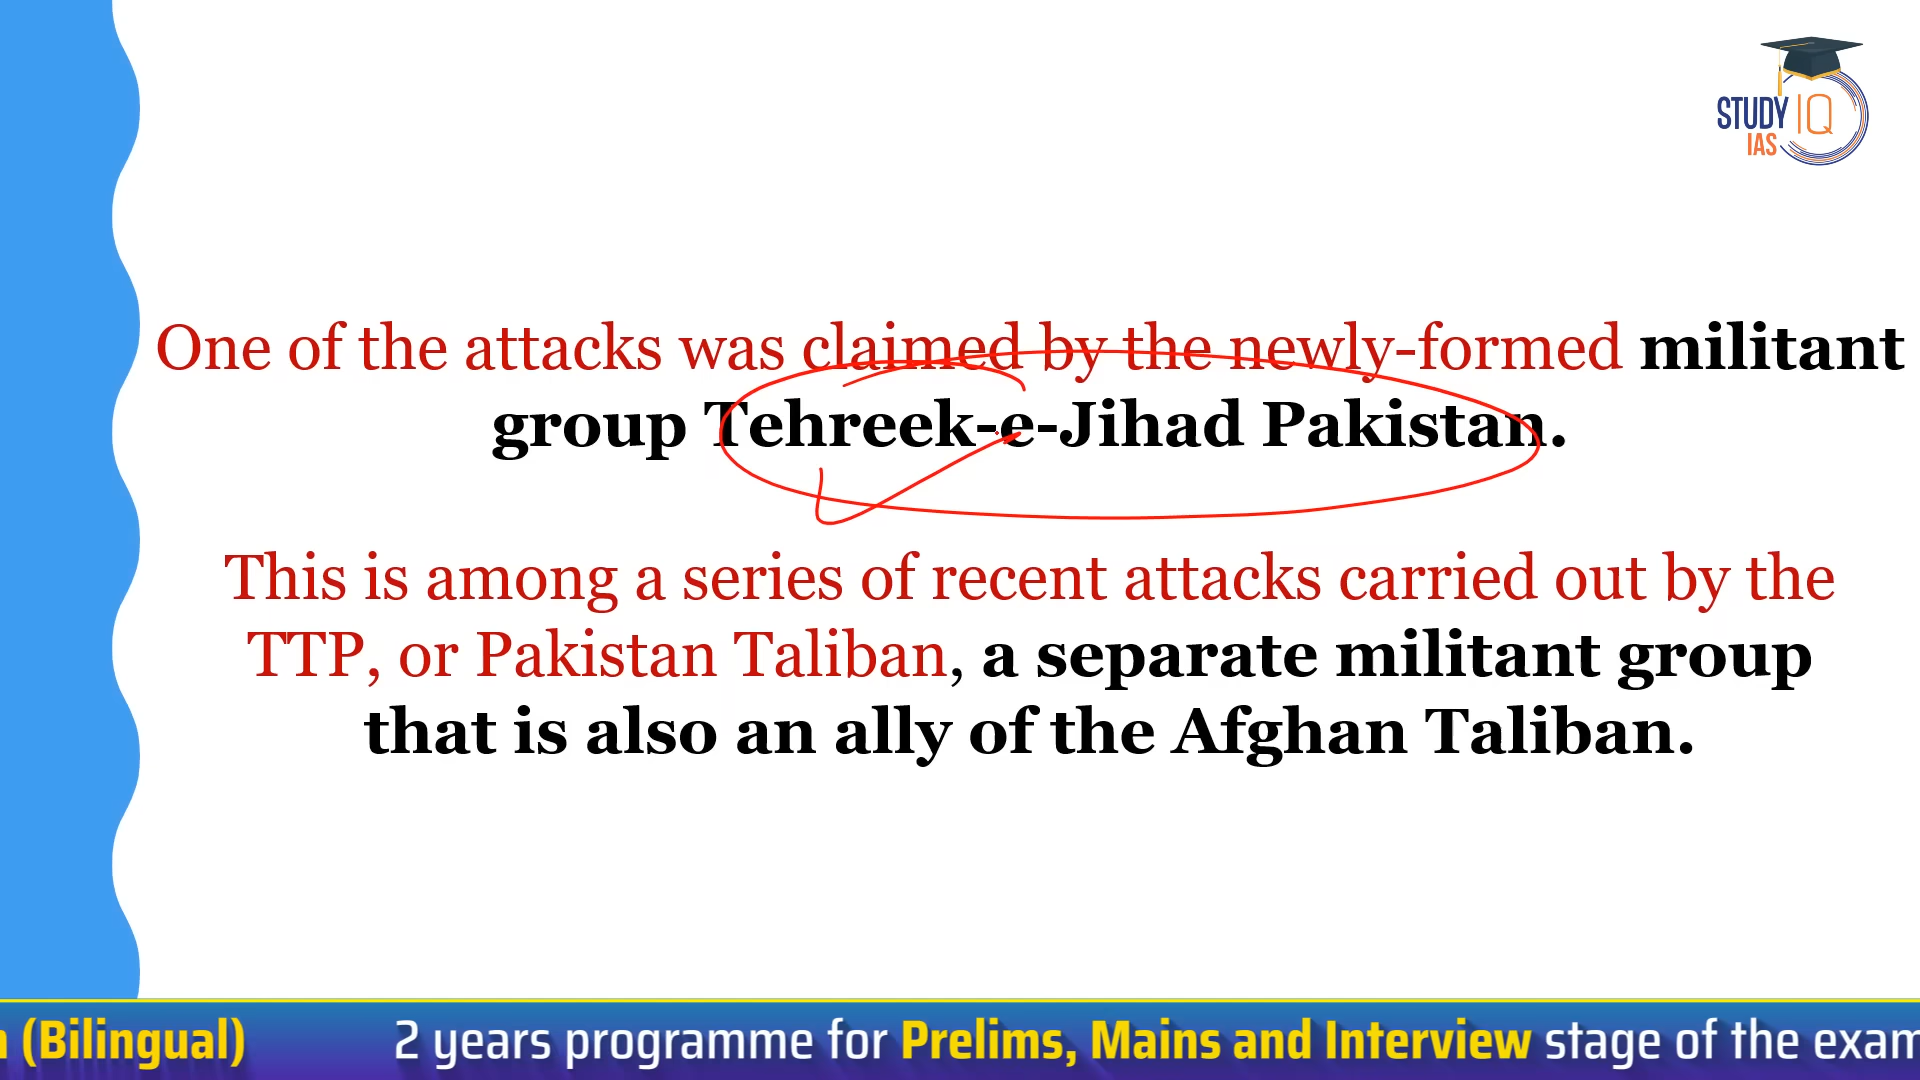 STUDY IQ
IAS
One of the attacks was claimed by the newly-formed militant
group Tehreek-e-Jihad Pakistan.
This is among a series of recent attacks carried out by the
TTP, or Pakistan Taliban, a separate militant group
that is also an ally of the Afghan Taliban.
(Bilingual) 2 years programme for Prelims, Mains and Interview stage of the exam